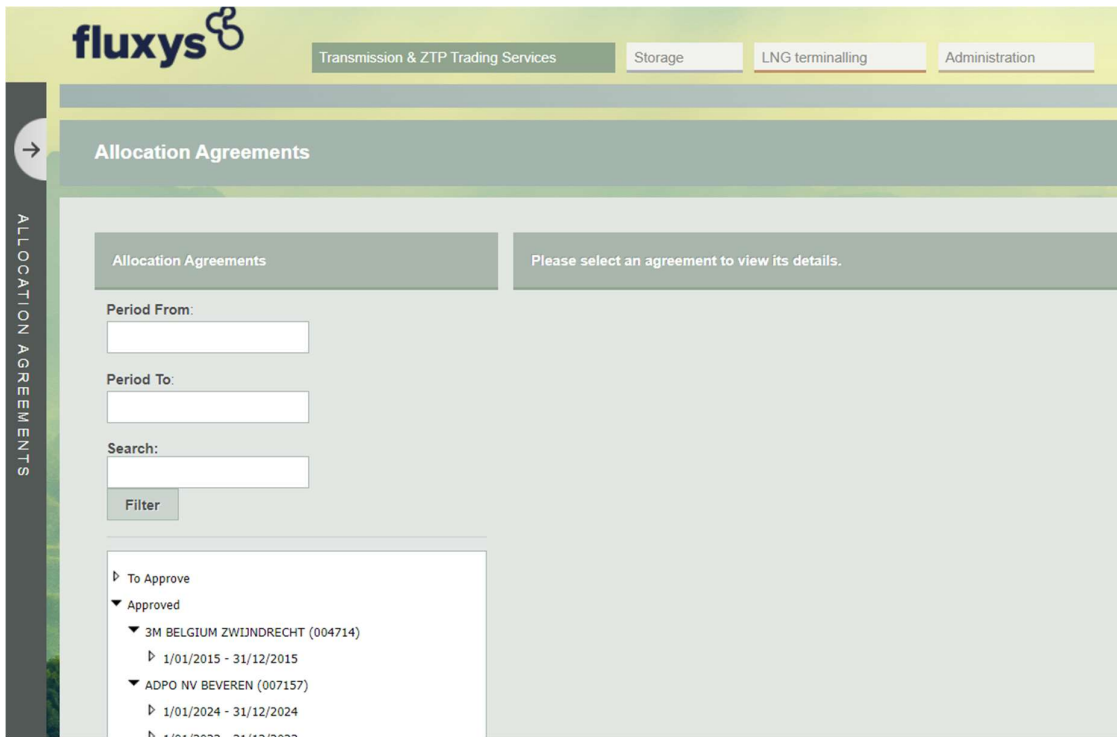 fluxys
Transmission & ZTP Trading Services
Storage
LNG terminalling
Administration
Allocation Agreements
ALLOCATION AGREEMENTS
Allocation Agreements
Please select an agreement to view its details.
Period From:
Period To:
Search:
Filter
To Approve
Approved
3M BELGIUM ZWIJNDRECHT (004714)
1/01/2015 - 31/12/2015
ADPO NV BEVEREN (007157)
1/01/2024 - 31/12/2024